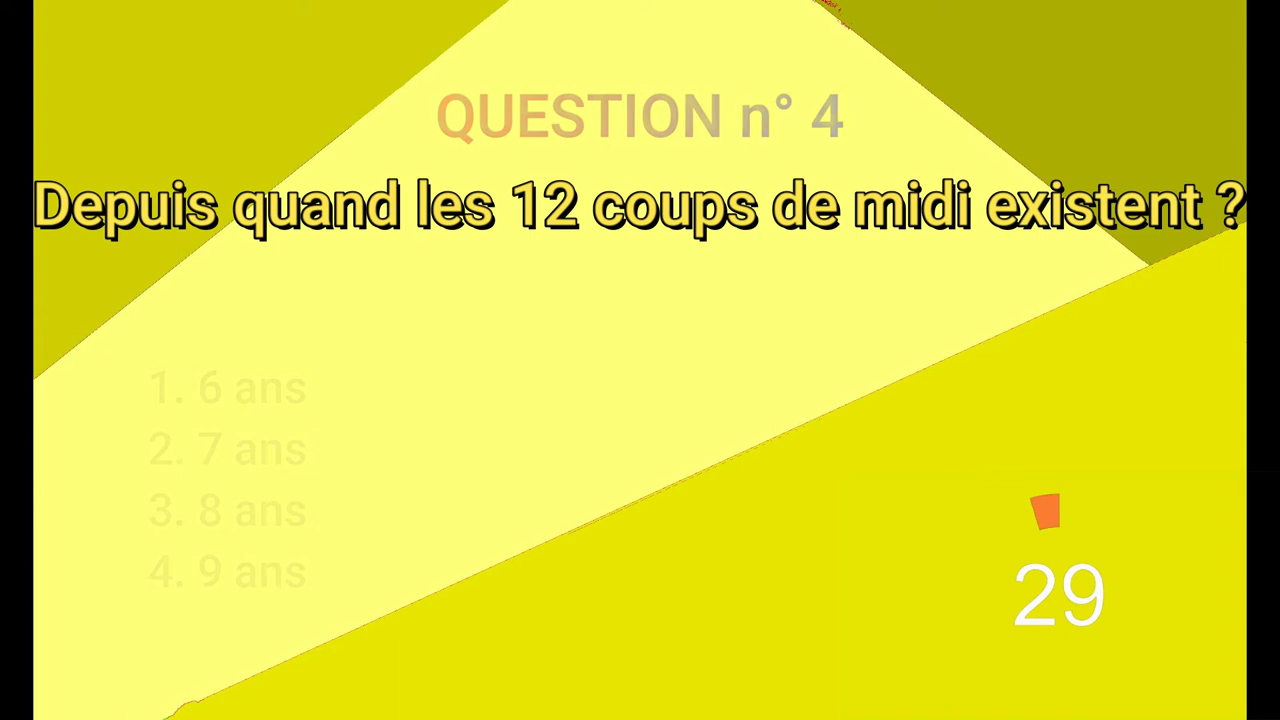 QUESTION n° 4
Depuis quand les 12 coups de midi existent ?
1. 6 ans
2. 7 ans
3. 8 ans
4. 9 ans
29